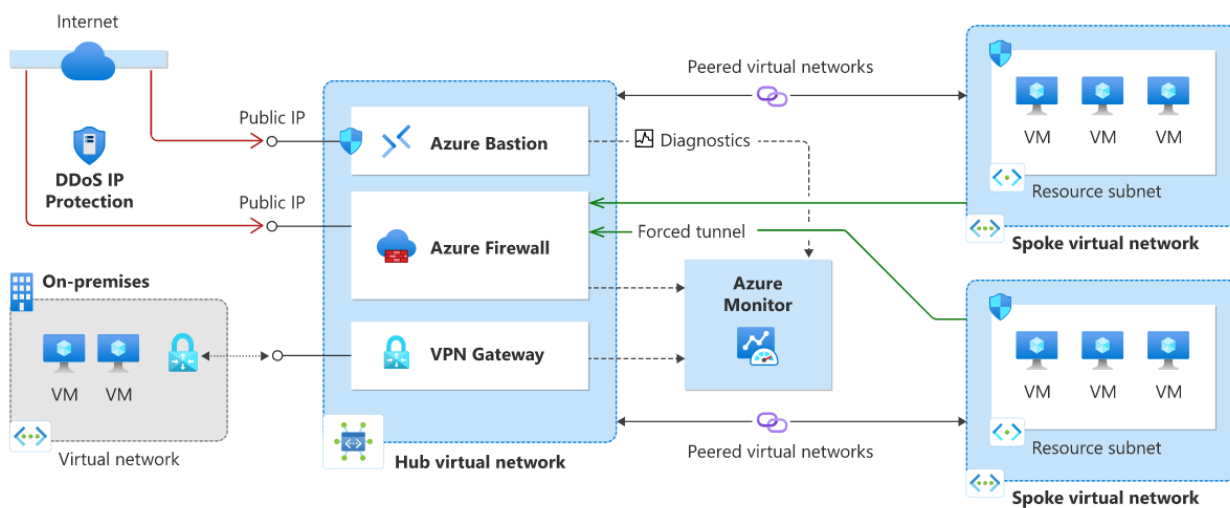 Internet
Public IP
DDoS IP
Protection
Public IP
On-premises
VM
VM
Virtual network
Azure Bastion
Azure Firewall
VPN Gateway
Hub virtual network
Peered virtual networks
Diagnostics
Forced tunnel
Azure
Monitor
Peered virtual networks
VM
VM
VM
Resource subnet
Spoke virtual network
VM
VM
VM
Resource subnet
Spoke virtual network